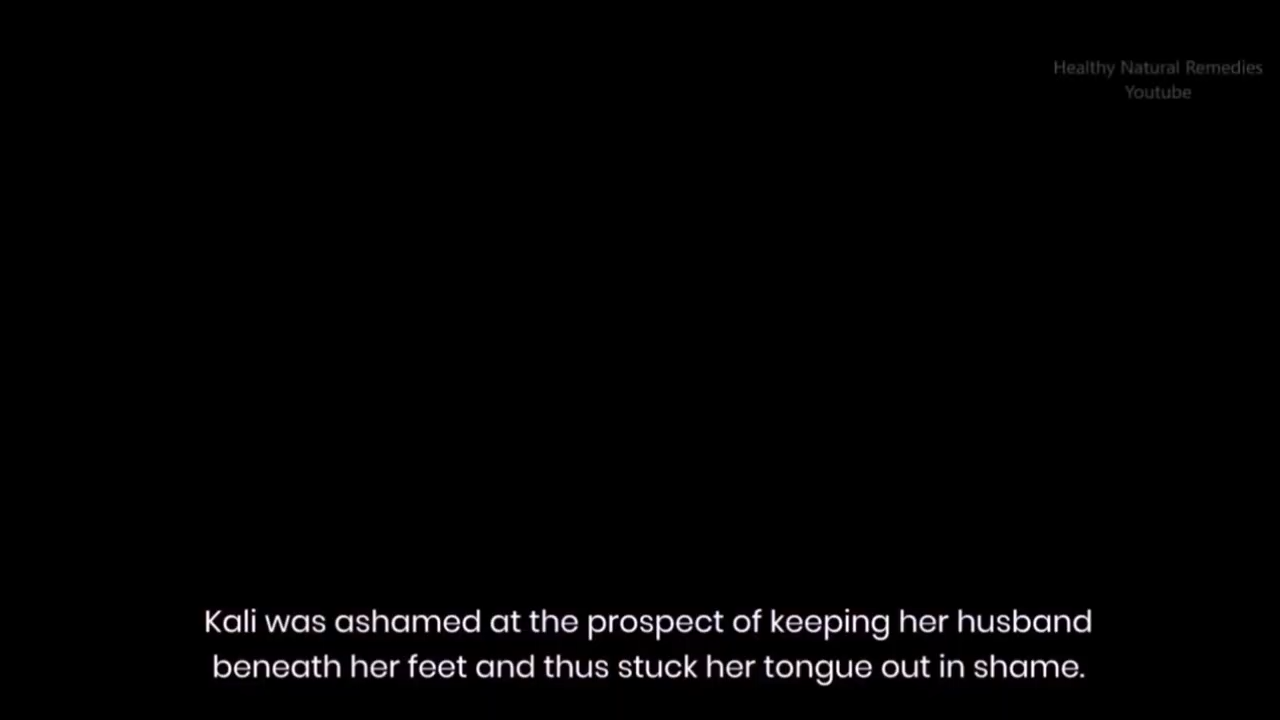 Healthy Natural Remedies
Youtube
Kali was ashamed at the prospect of keeping her husband
beneath her feet and thus stuck her tongue out in shame.